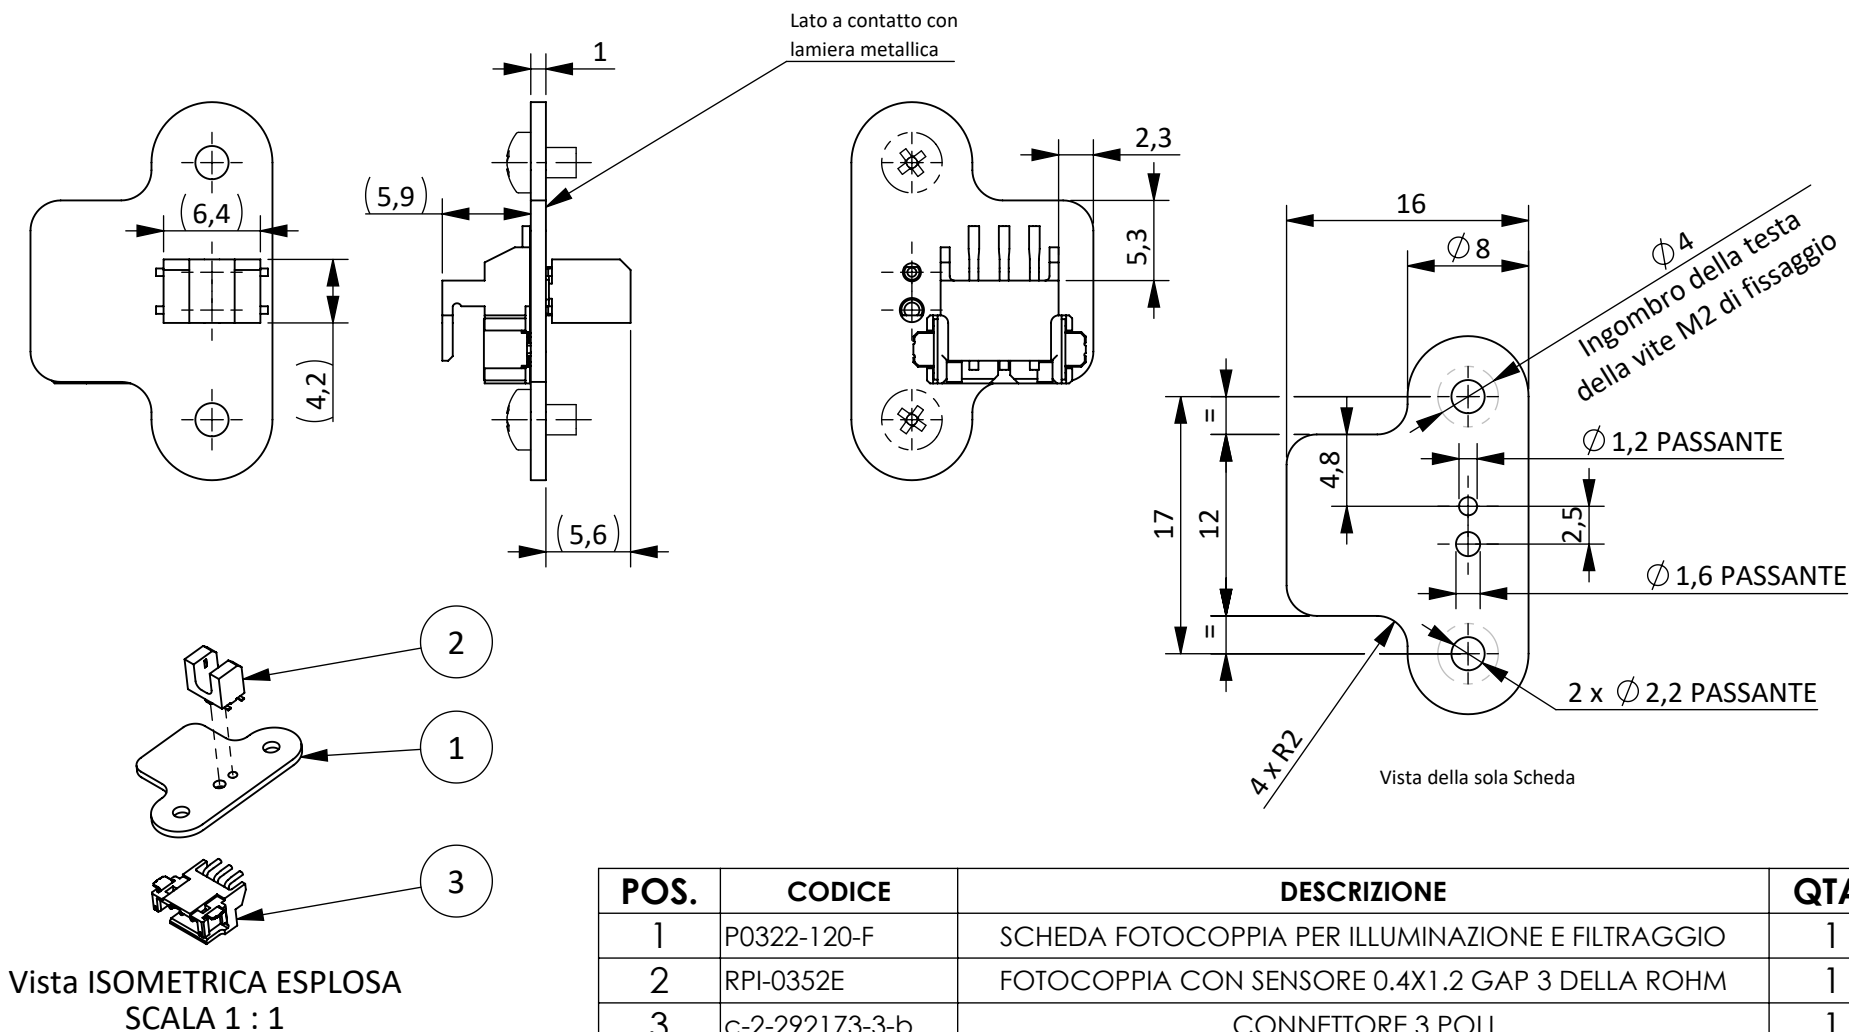 Lato a contatto con
lamiera metallica
1
(6,4)
(4,2)
(5,9)
(5,6)
2,3
5,3
16
Ø 8
Ø 4
Ingombro della testa
della vite M2 di fissaggio
=
4,8
Ø 1,2 PASSANTE
17
12
2,5
Ø 1,6 PASSANTE
=
2 x Ø 2,2 PASSANTE
4 x R2
Vista della sola Scheda
2
1
3
Vista ISOMETRICA ESPLOSA
SCALA 1 : 1
POS. CODICE DESCRIZIONE QTA
1 P0322-120-F SCHEDA FOTOCOPPIA PER ILLUMINAZIONE E FILTRAGGIO 1
2 RPI-0352E FOTOCOPPIA CON SENSORE 0.4X1.2 GAP 3 DELLA ROHM 1
3 c-2-292173-3-b CONNETTORE 3 POLI 1